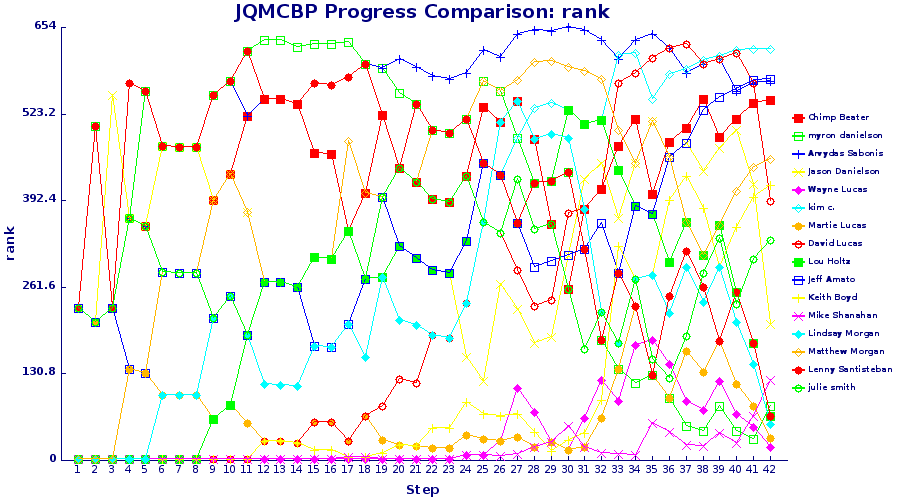 JQMCBP Progress Comparison: rank
654
523.2
392.4
261.6
130.8
0
rank
1 2 3 4 5 6 7 8 9 10 11 12 13 14 15 16 17 18 19 20 21 22 23 24 25 26 27 28 29 30 31 32 33 34 35 36 37 38 39 40 41 42
Step
Chimp Beater
myron danielson
Arvydas Sabonis
Jason Danielson
Wayne Lucas
kim c.
Martie Lucas
David Lucas
Lou Holtz
Jeff Amato
Keith Boyd
Mike Shanahan
Lindsay Morgan
Matthew Morgan
Lenny Santisteban
julie smith